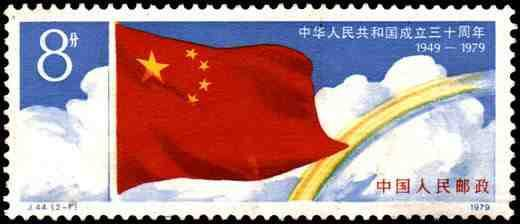 8分
中华人民共和国成立三十周年
1949—1979
中国人民邮政
J.44.(2-1)
1979